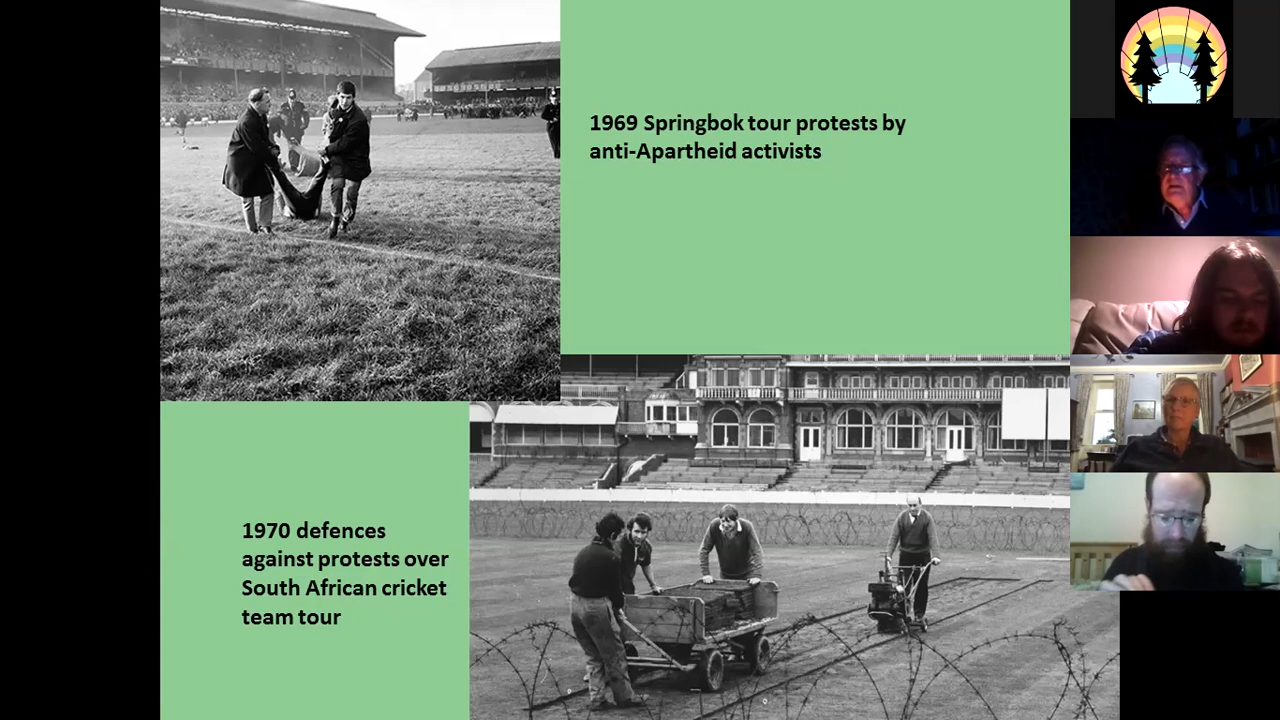 1969 Springbok tour protests by
anti-Apartheid activists
1970 defences
against protests over
South African cricket
team tour